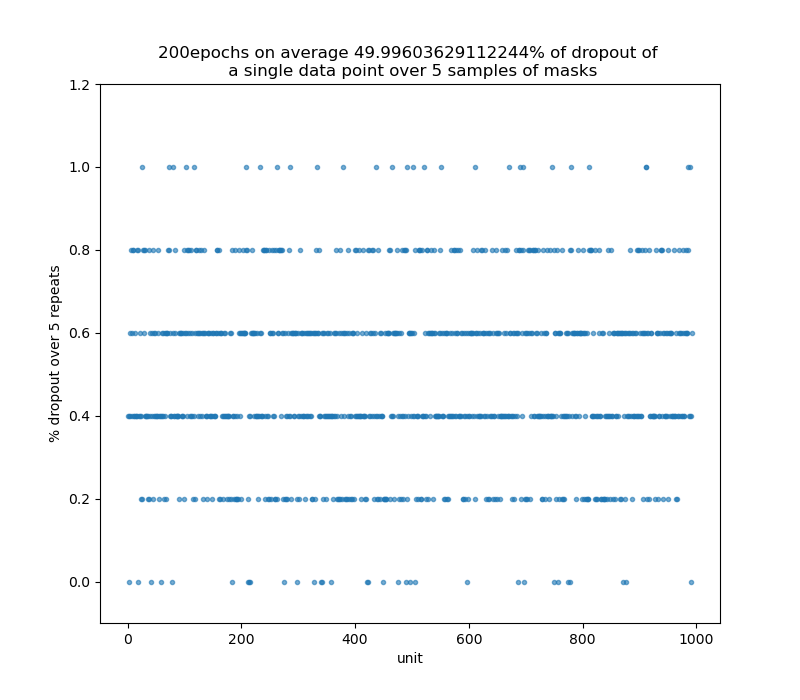 200epochs on average 49.99603629112244% of dropout of
a single data point over 5 samples of masks
1.2
1.0
0.8
0.6
0.4
0.2
0.0
% dropout over 5 repeats
0 200 400 600 800 1000
unit